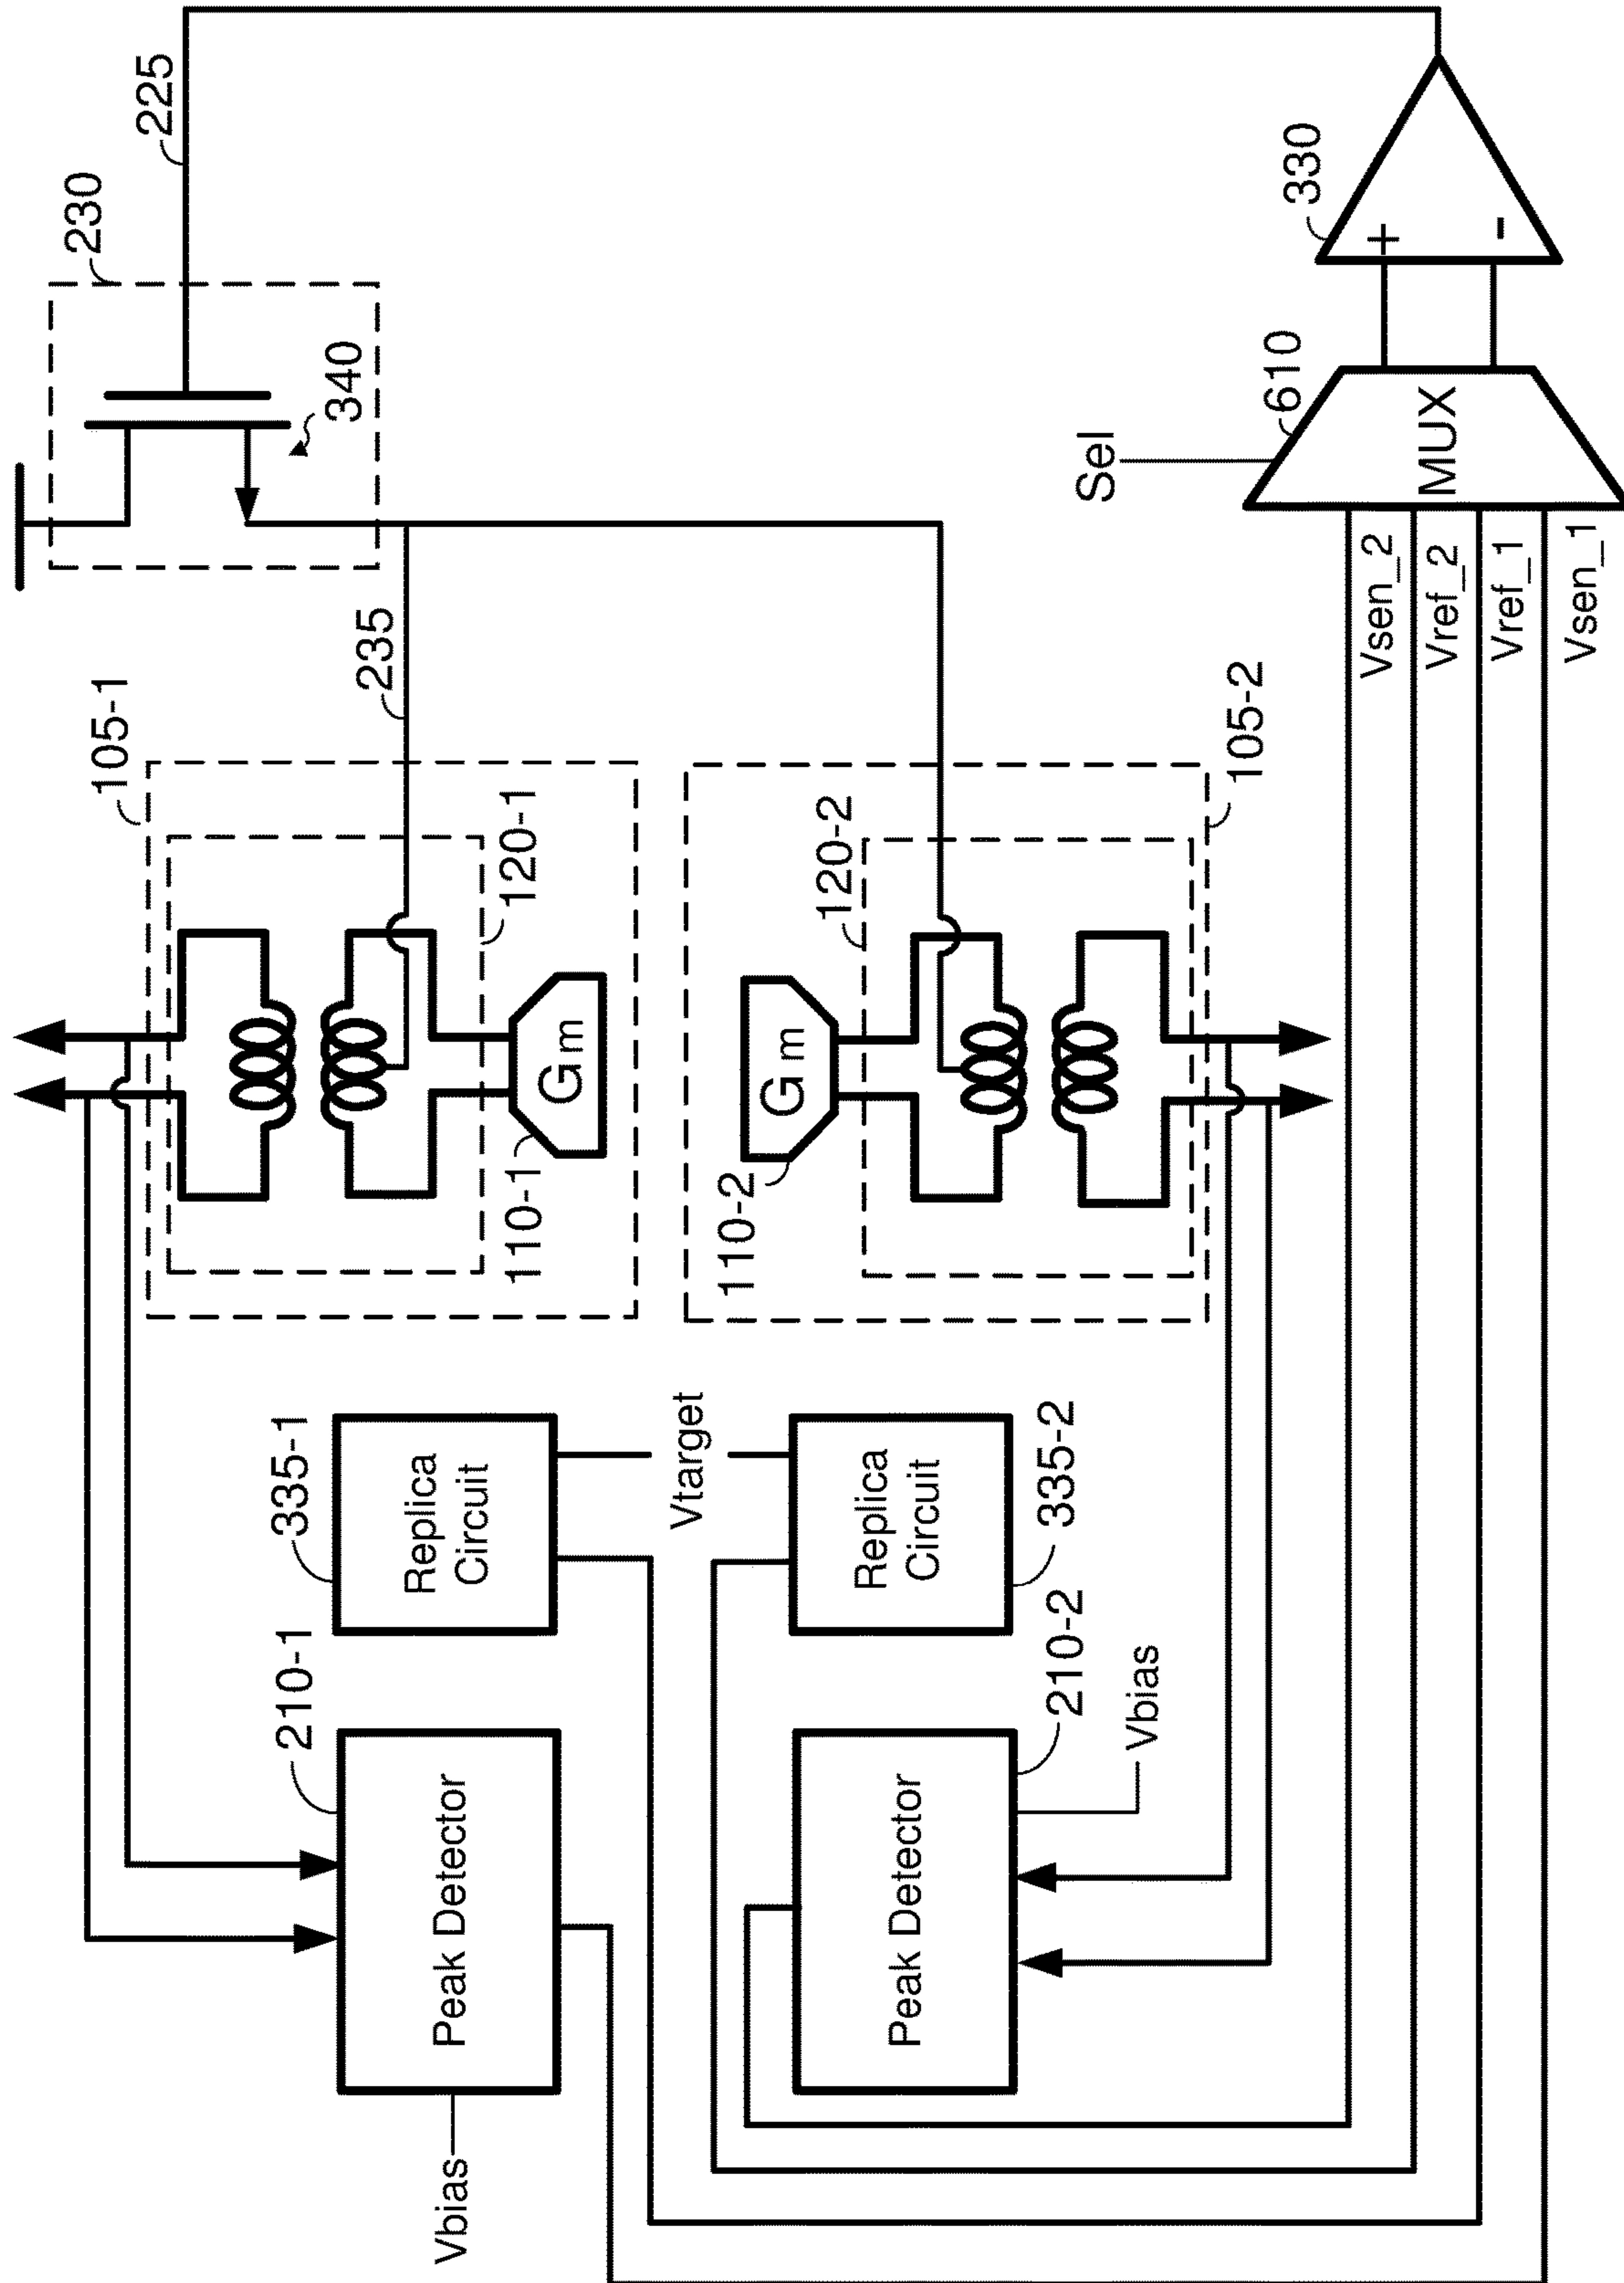 225
230
340
235
105-1
120-1
Gm
110-1
105-2
120-2
Gm
110-2
330
+
-
610
MUX
Sel
Vsen_2
Vref_2
Vref_1
Vsen_1
335-1
Replica
Circuit
Vtarget
335-2
Replica
Circuit
210-1
Peak Detector
Vbias
210-2
Peak Detector
Vbias